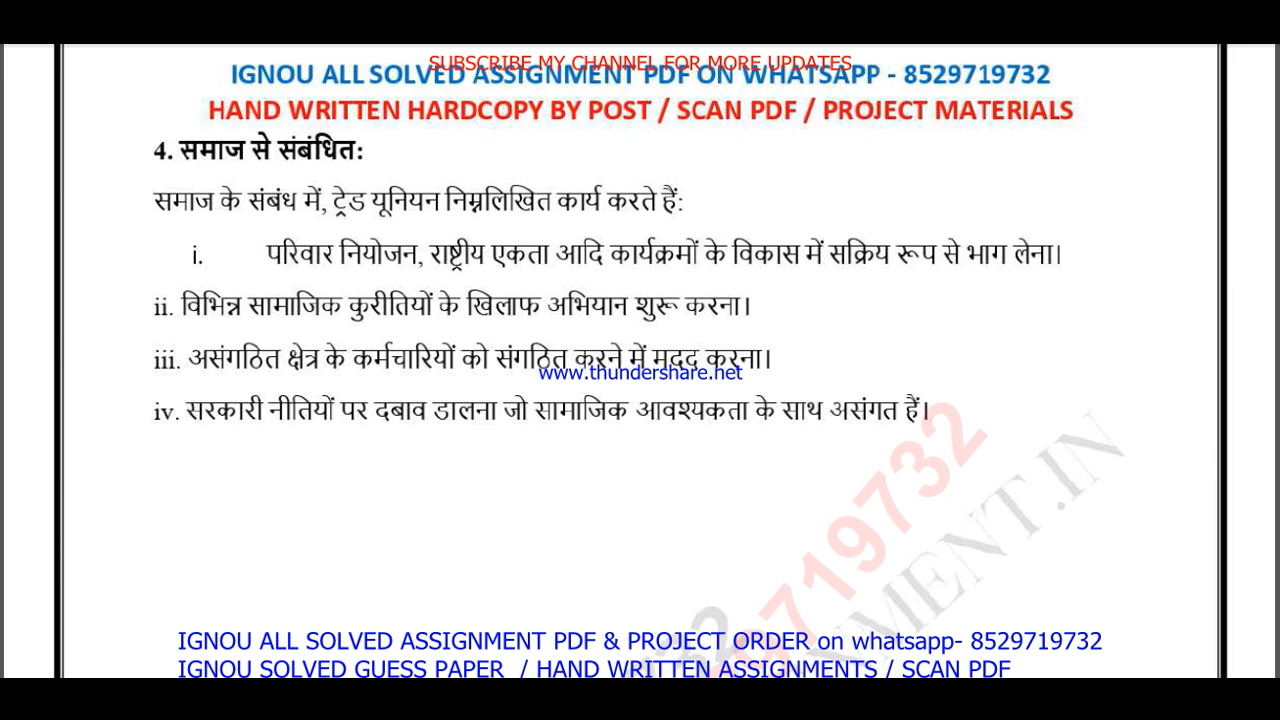 SUBSCRIBE MY CHANNEL FOR MORE UPDATES
IGNOU ALL SOLVED ASSIGNMENT PDF ON WHATSAPP - 8529719732
HAND WRITTEN HARDCOPY BY POST / SCAN PDF / PROJECT MATERIALS
4. समाज से संबंधित:
समाज के संबंध में, ट्रेड यूनियन निम्नलिखित कार्य करते हैं:
i. परिवार नियोजन, राष्ट्रीय एकता आदि कार्यक्रमों के विकास में सक्रिय रूप से भाग लेना।
ii. विभिन्न सामाजिक कुरीतियों के खिलाफ अभियान शुरू करना।
iii. असंगठित क्षेत्र के कर्मचारियों को संगठित करने में मदद करना।
www.thundershare.net
iv. सरकारी नीतियों पर दबाव डालना जो सामाजिक आवश्यकता के साथ असंगत हैं।
IGNOU ALL SOLVED ASSIGNMENT PDF & PROJECT ORDER on whatsapp- 8529719732
IGNOU SOLVED GUESS PAPER / HAND WRITTEN ASSIGNMENTS / SCAN PDF